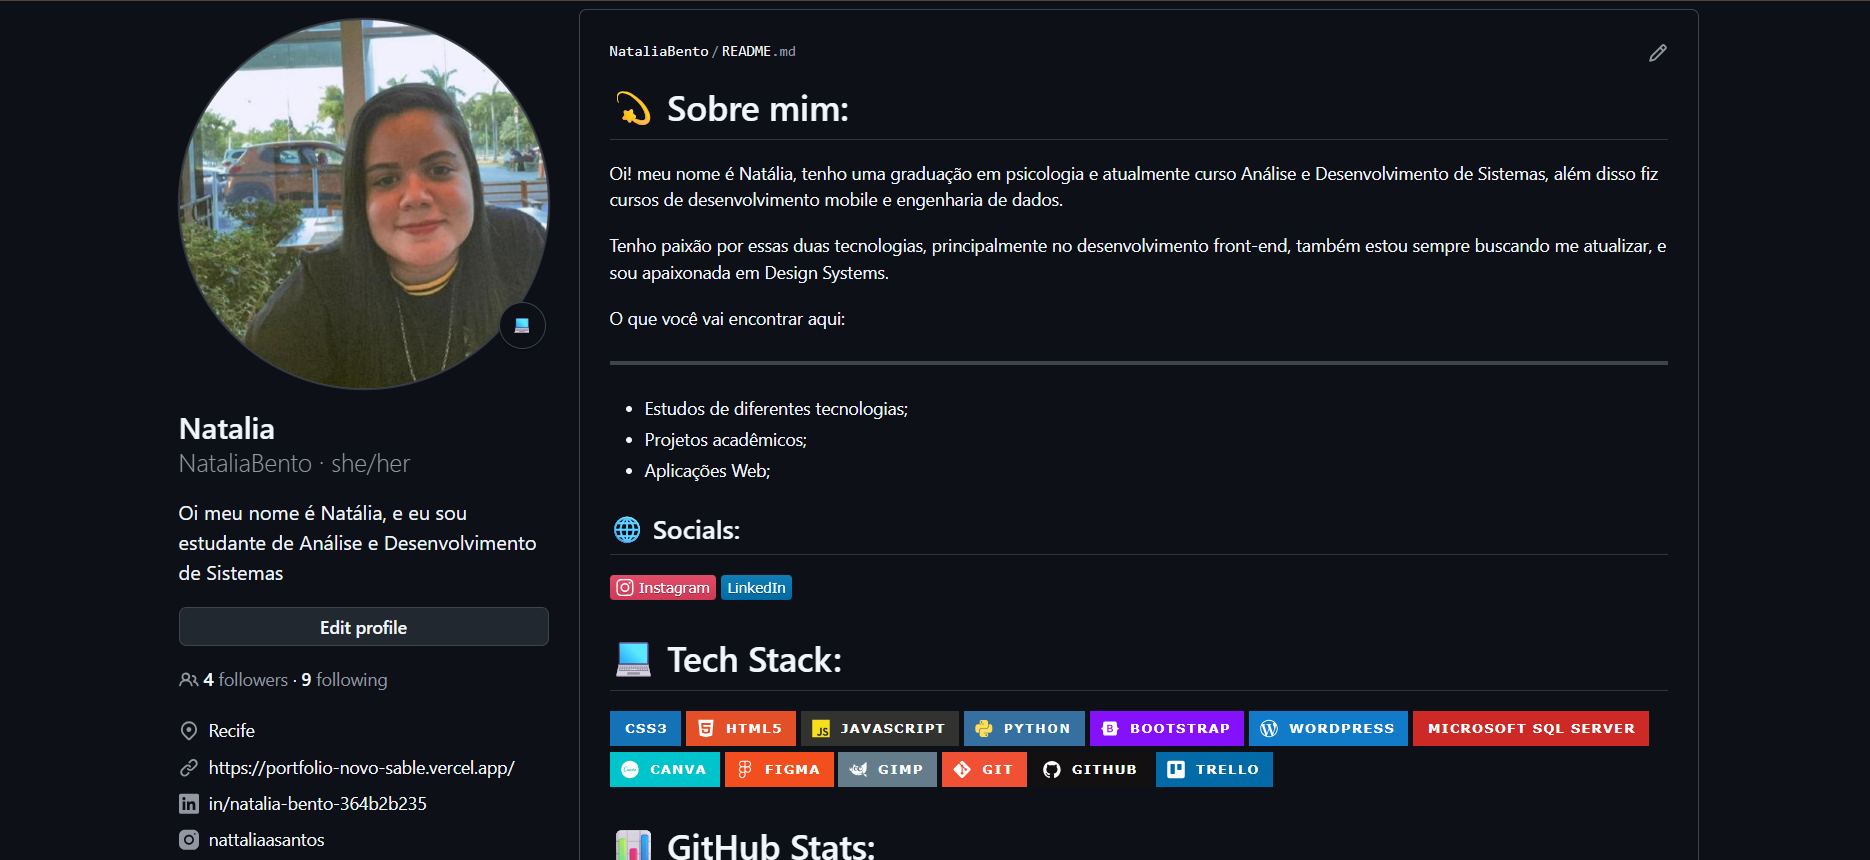 Natalia
NataliaBento · she/her
Oi meu nome é Natália, e eu sou
estudante de Análise e Desenvolvimento
de Sistemas
Edit profile
4 followers · 9 following
Recife
https://portfolio-novo-sable.vercel.app/
in/natalia-bento-364b2b235
nattaliaasantos
NataliaBento/README.md
Sobre mim:
Oi! meu nome é Natália, tenho uma graduação em psicologia e atualmente curso Análise e Desenvolvimento de Sistemas, além disso fiz
cursos de desenvolvimento mobile e engenharia de dados.
Tenho paixão por essas duas tecnologias, principalmente no desenvolvimento front-end, também estou sempre buscando me atualizar, e
sou apaixonada em Design Systems.
O que você vai encontrar aqui:
Estudos de diferentes tecnologias;
Projetos acadêmicos;
Aplicações Web;
Socials:
Instagram LinkedIn
Tech Stack:
CSS3 HTML5 JS JAVASCRIPT PYTHON B BOOTSTRAP WORDPRESS MICROSOFT SQL SERVER
CANVA FIGMA GIMP GIT GITHUB TRELLO
GitHub Stats: